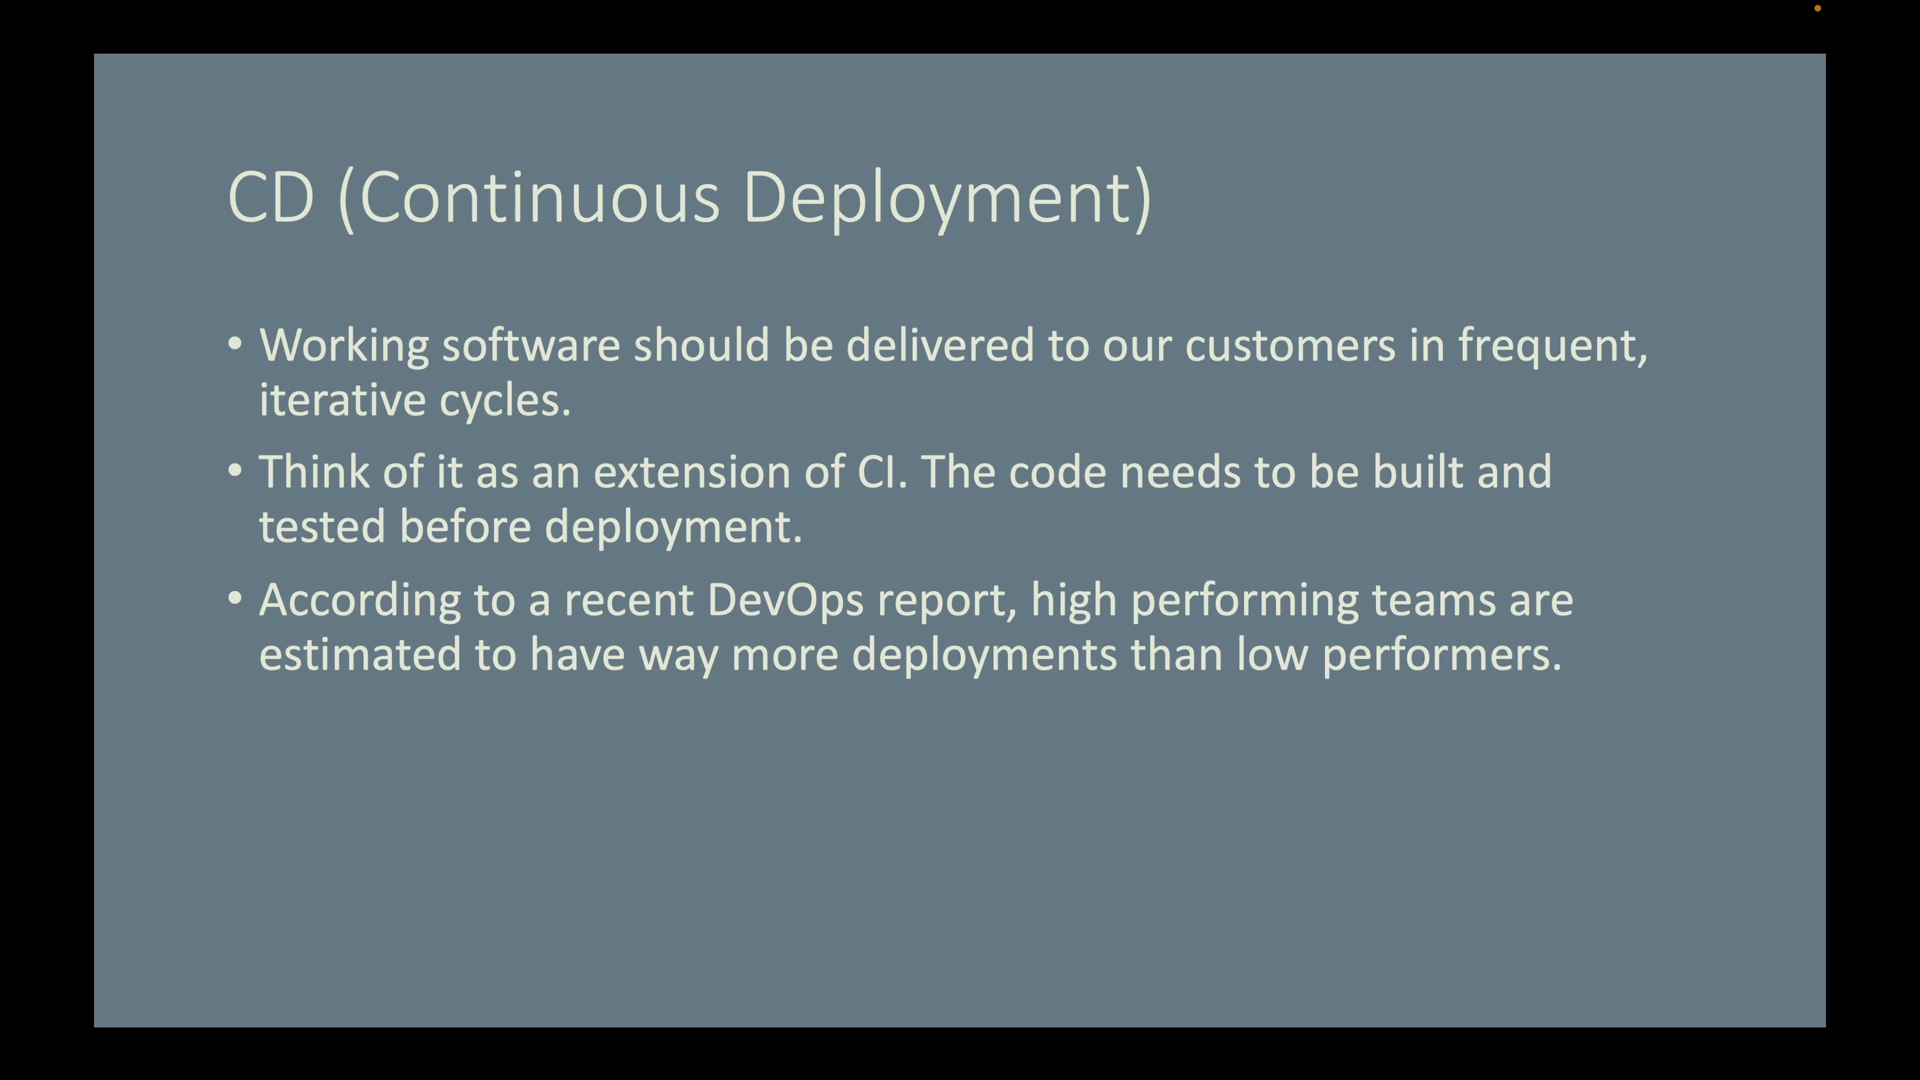 CD (Continuous Deployment)
• Working software should be delivered to our customers in frequent,
iterative cycles.
• Think of it as an extension of CI. The code needs to be built and
tested before deployment.
• According to a recent DevOps report, high performing teams are
estimated to have way more deployments than low performers.